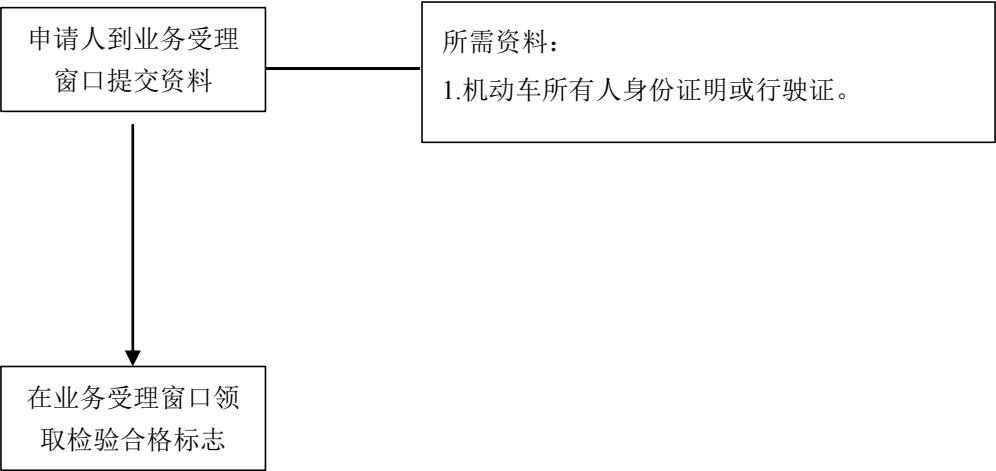 申请人到业务受理
窗口提交资料
所需资料：
1.机动车所有人身份证明或行驶证。
在业务受理窗口领
取检验合格标志